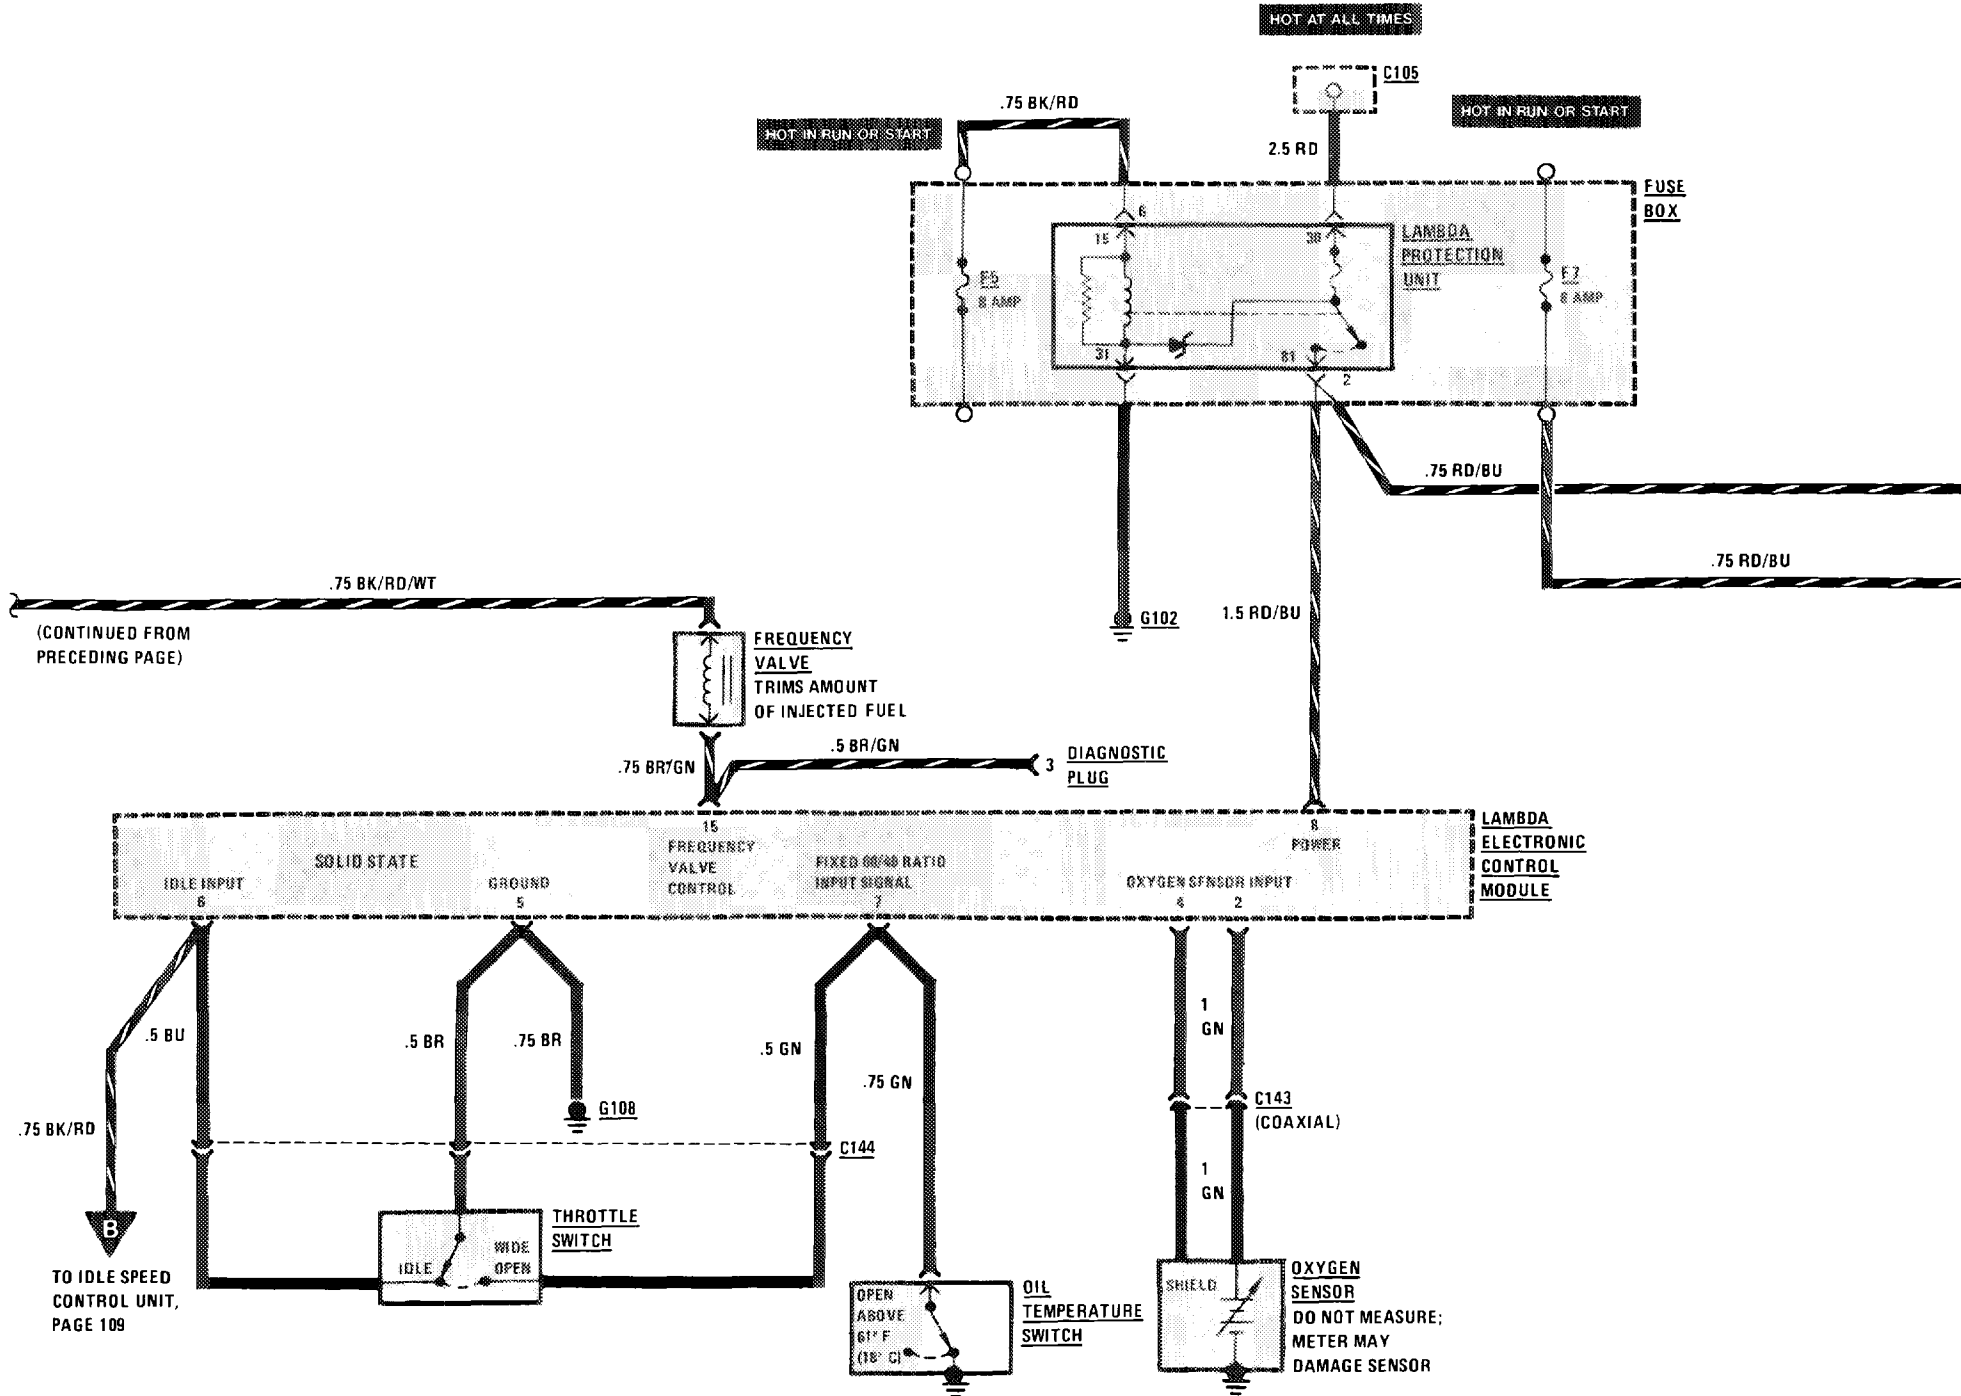 HOT AT ALL TIMES
C105
.75 BK/RD
HOT IN RUN OR START
HOT IN RUN OR START
2.5 RD
FUSE
BOX
6
15
30
LAMBDA
PROTECTION
UNIT
F5
8 AMP
F7
8 AMP
31
81
2
.75 RD/BU
.75 RD/BU
.75 BK/RD/WT
(CONTINUED FROM
PRECEDING PAGE)
G102
1.5 RD/BU
FREQUENCY
VALVE
TRIMS AMOUNT
OF INJECTED FUEL
.75 BR/GN
.5 BR/GN
3
DIAGNOSTIC
PLUG
LAMBDA
ELECTRONIC
CONTROL
MODULE
15
FREQUENCY
VALVE
CONTROL
8
POWER
SOLID STATE
FIXED 60/40 RATIO
INPUT SIGNAL
IDLE INPUT
6
GROUND
5
7
OXYGEN SENSOR INPUT
4
2
.5 BU
.5 BR
.75 BR
.5 GN
.75 GN
1
GN
G108
C143
(COAXIAL)
.75 BK/RD
C144
1
GN
B
TO IDLE SPEED
CONTROL UNIT,
PAGE 109
THROTTLE
SWITCH
IDLE
WIDE
OPEN
OPEN
ABOVE
61° F
(16° C)
OIL
TEMPERATURE
SWITCH
SHIELD
OXYGEN
SENSOR
DO NOT MEASURE;
METER MAY
DAMAGE SENSOR